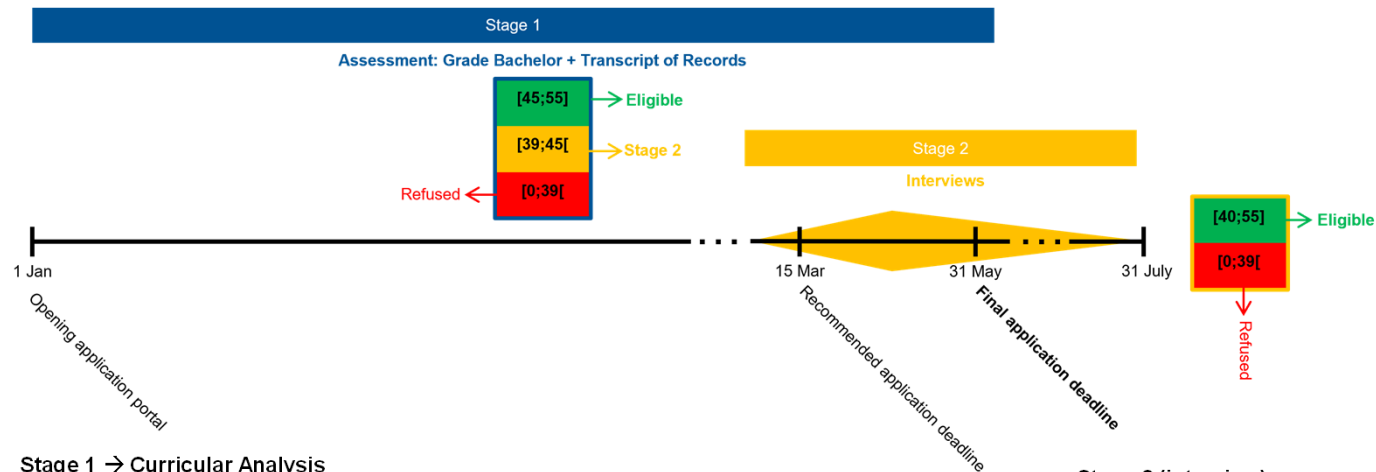 Stage 1
Assessment: Grade Bachelor + Transcript of Records
[45;55]
Eligible
[39;45[
Stage 2
Refused
[0;39[
Stage 2
Interviews
[40;55]
Eligible
[0;39[
Refused
1 Jan
15 Mar
31 May
31 July
Opening application portal
Recommended application deadline
Final application deadline
Stage 1 → Curricular Analysis